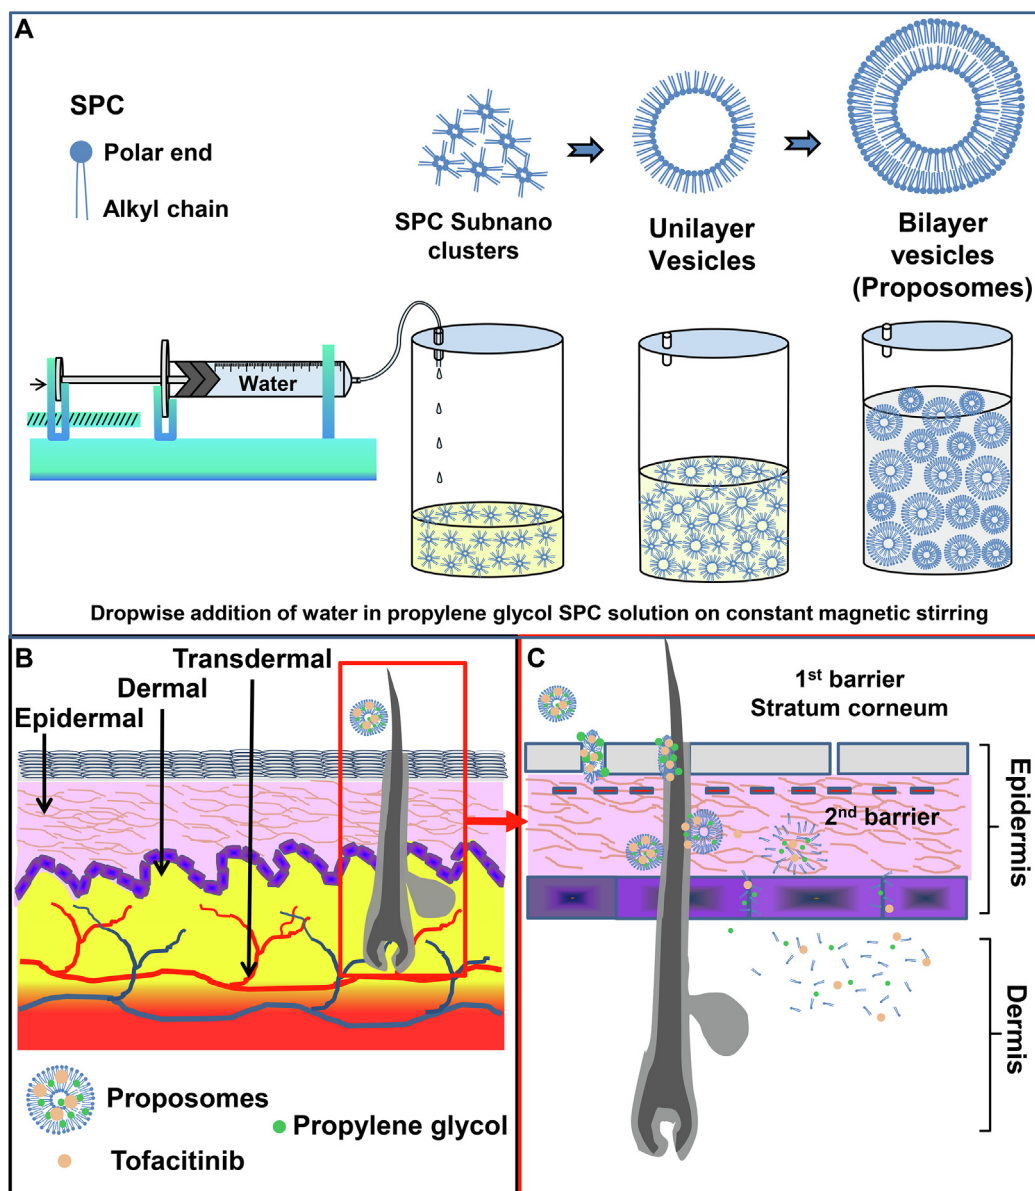 A
SPC
Polar end
Alkyl chain
SPC Subnano
clusters
Unilayer
Vesicles
Bilayer
vesicles
(Proposomes)
Water
Dropwise addition of water in propylene glycol SPC solution on constant magnetic stirring
B
Transdermal
Dermal
Epidermal
Proposomes
Propylene glycol
Tofacitinib
C
1st barrier
Stratum corneum
2nd barrier
Epidermis
Dermis